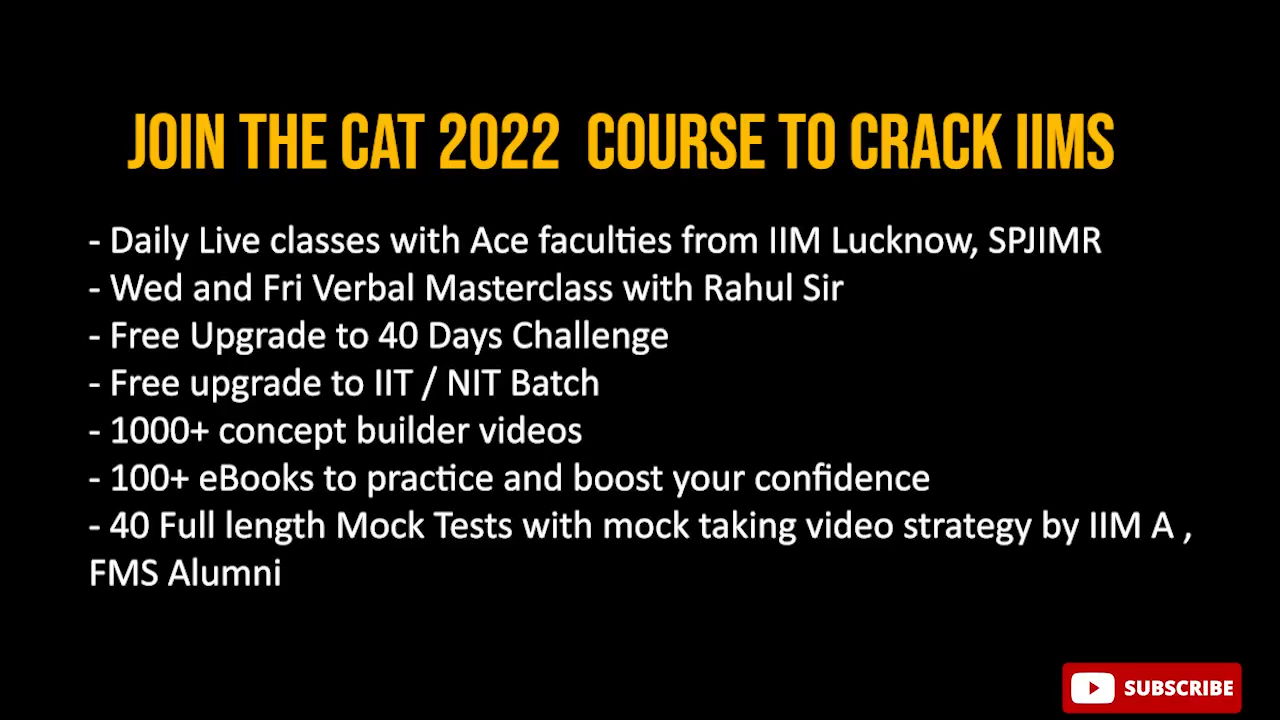 JOIN THE CAT 2022 COURSE TO CRACK IIMS
- Daily Live classes with Ace faculties from IIM Lucknow, SPJIMR
- Wed and Fri Verbal Masterclass with Rahul Sir
- Free Upgrade to 40 Days Challenge
- Free upgrade to IIT / NIT Batch
- 1000+ concept builder videos
- 100+ eBooks to practice and boost your confidence
- 40 Full length Mock Tests with mock taking video strategy by IIM A ,
FMS Alumni
SUBSCRIBE